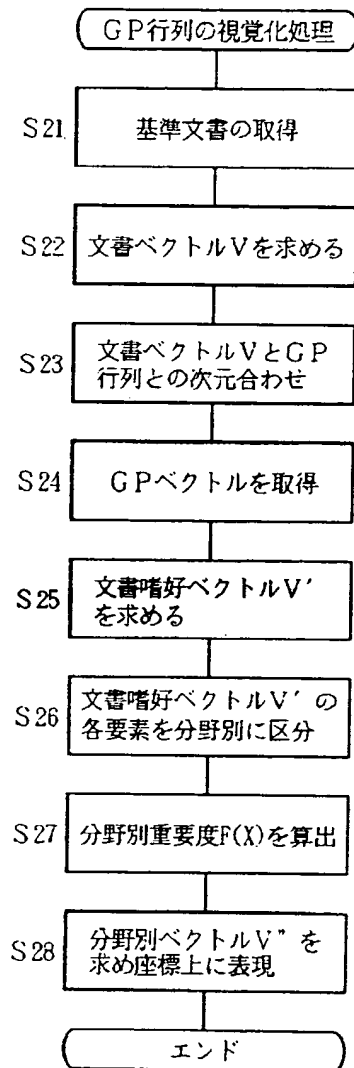 GP行列の視覚化処理
S21
基準文書の取得
S22
文書ベクトルVを求める
S23
文書ベクトルVとGP
行列との次元合わせ
S24
GPベクトルを取得
S25
文書嗜好ベクトルV′
を求める
S26
文書嗜好ベクトルV′の
各要素を分野別に区分
S27
分野別重要度F(X)を算出
S28
分野別ベクトルV”を
求め座標上に表現
エンド